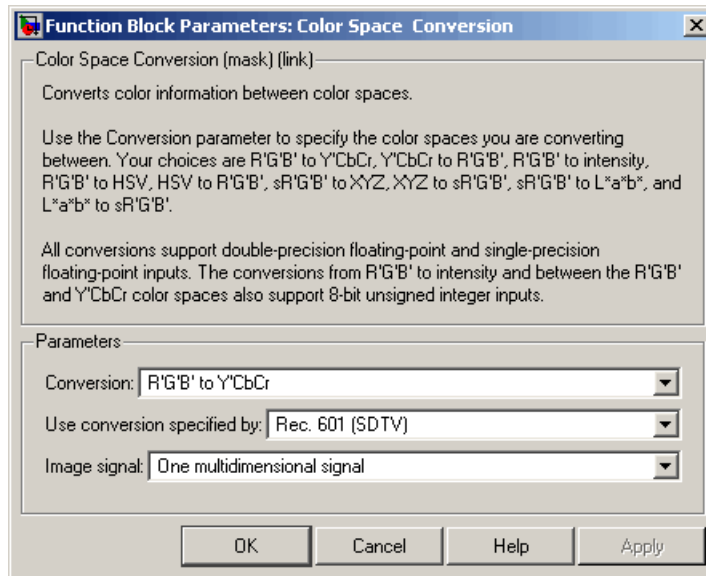 Function Block Parameters: Color Space Conversion
Color Space Conversion (mask) (link)
Converts color information between color spaces.
Use the Conversion parameter to specify the color spaces you are converting
between. Your choices are R'G'B' to Y'CbCr, Y'CbCr to R'G'B', R'G'B' to intensity,
R'G'B' to HSV, HSV to R'G'B', sR'G'B' to XYZ, XYZ to sR'G'B', sR'G'B' to L*a*b*, and
L*a*b* to sR'G'B'.
All conversions support double-precision floating-point and single-precision
floating-point inputs. The conversions from R'G'B' to intensity and between the R'G'B'
and Y'CbCr color spaces also support 8-bit unsigned integer inputs.
Parameters
Conversion: R'G'B' to Y'CbCr
Use conversion specified by: Rec. 601 (SDTV)
Image signal: One multidimensional signal
OK Cancel Help Apply